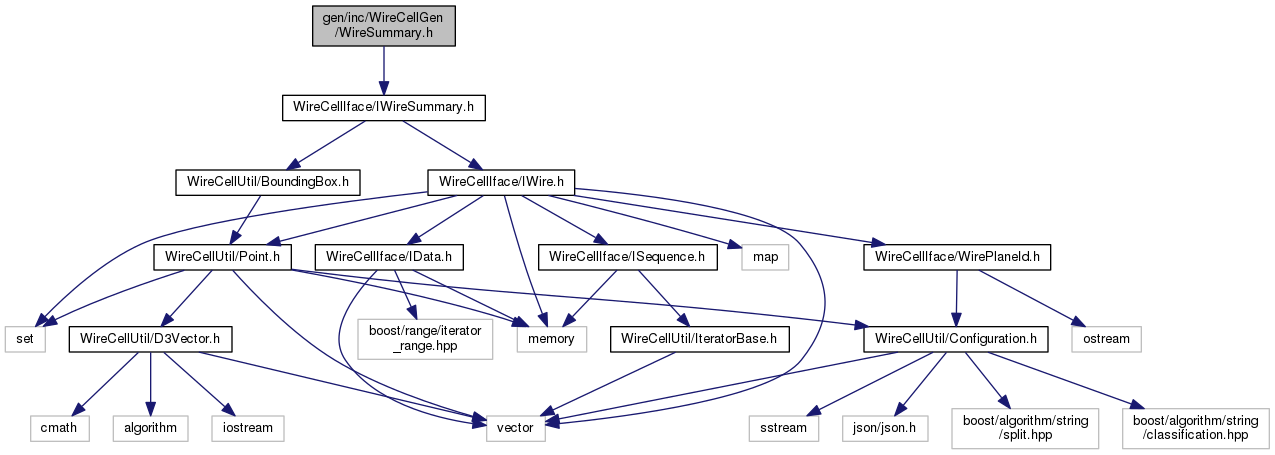 gen/inc/WireCellGen
/WireSummary.h
WireCellIface/IWireSummary.h
WireCellUtil/BoundingBox.h
WireCellIface/IWire.h
WireCellUtil/Point.h
WireCellIface/IData.h
WireCellIface/ISequence.h
map
WireCellIface/WirePlaneId.h
set
WireCellUtil/D3Vector.h
boost/range/iterator
_range.hpp
memory
WireCellUtil/IteratorBase.h
WireCellUtil/Configuration.h
ostream
cmath
algorithm
iostream
vector
sstream
json/json.h
boost/algorithm/string
/split.hpp
boost/algorithm/string
/classification.hpp